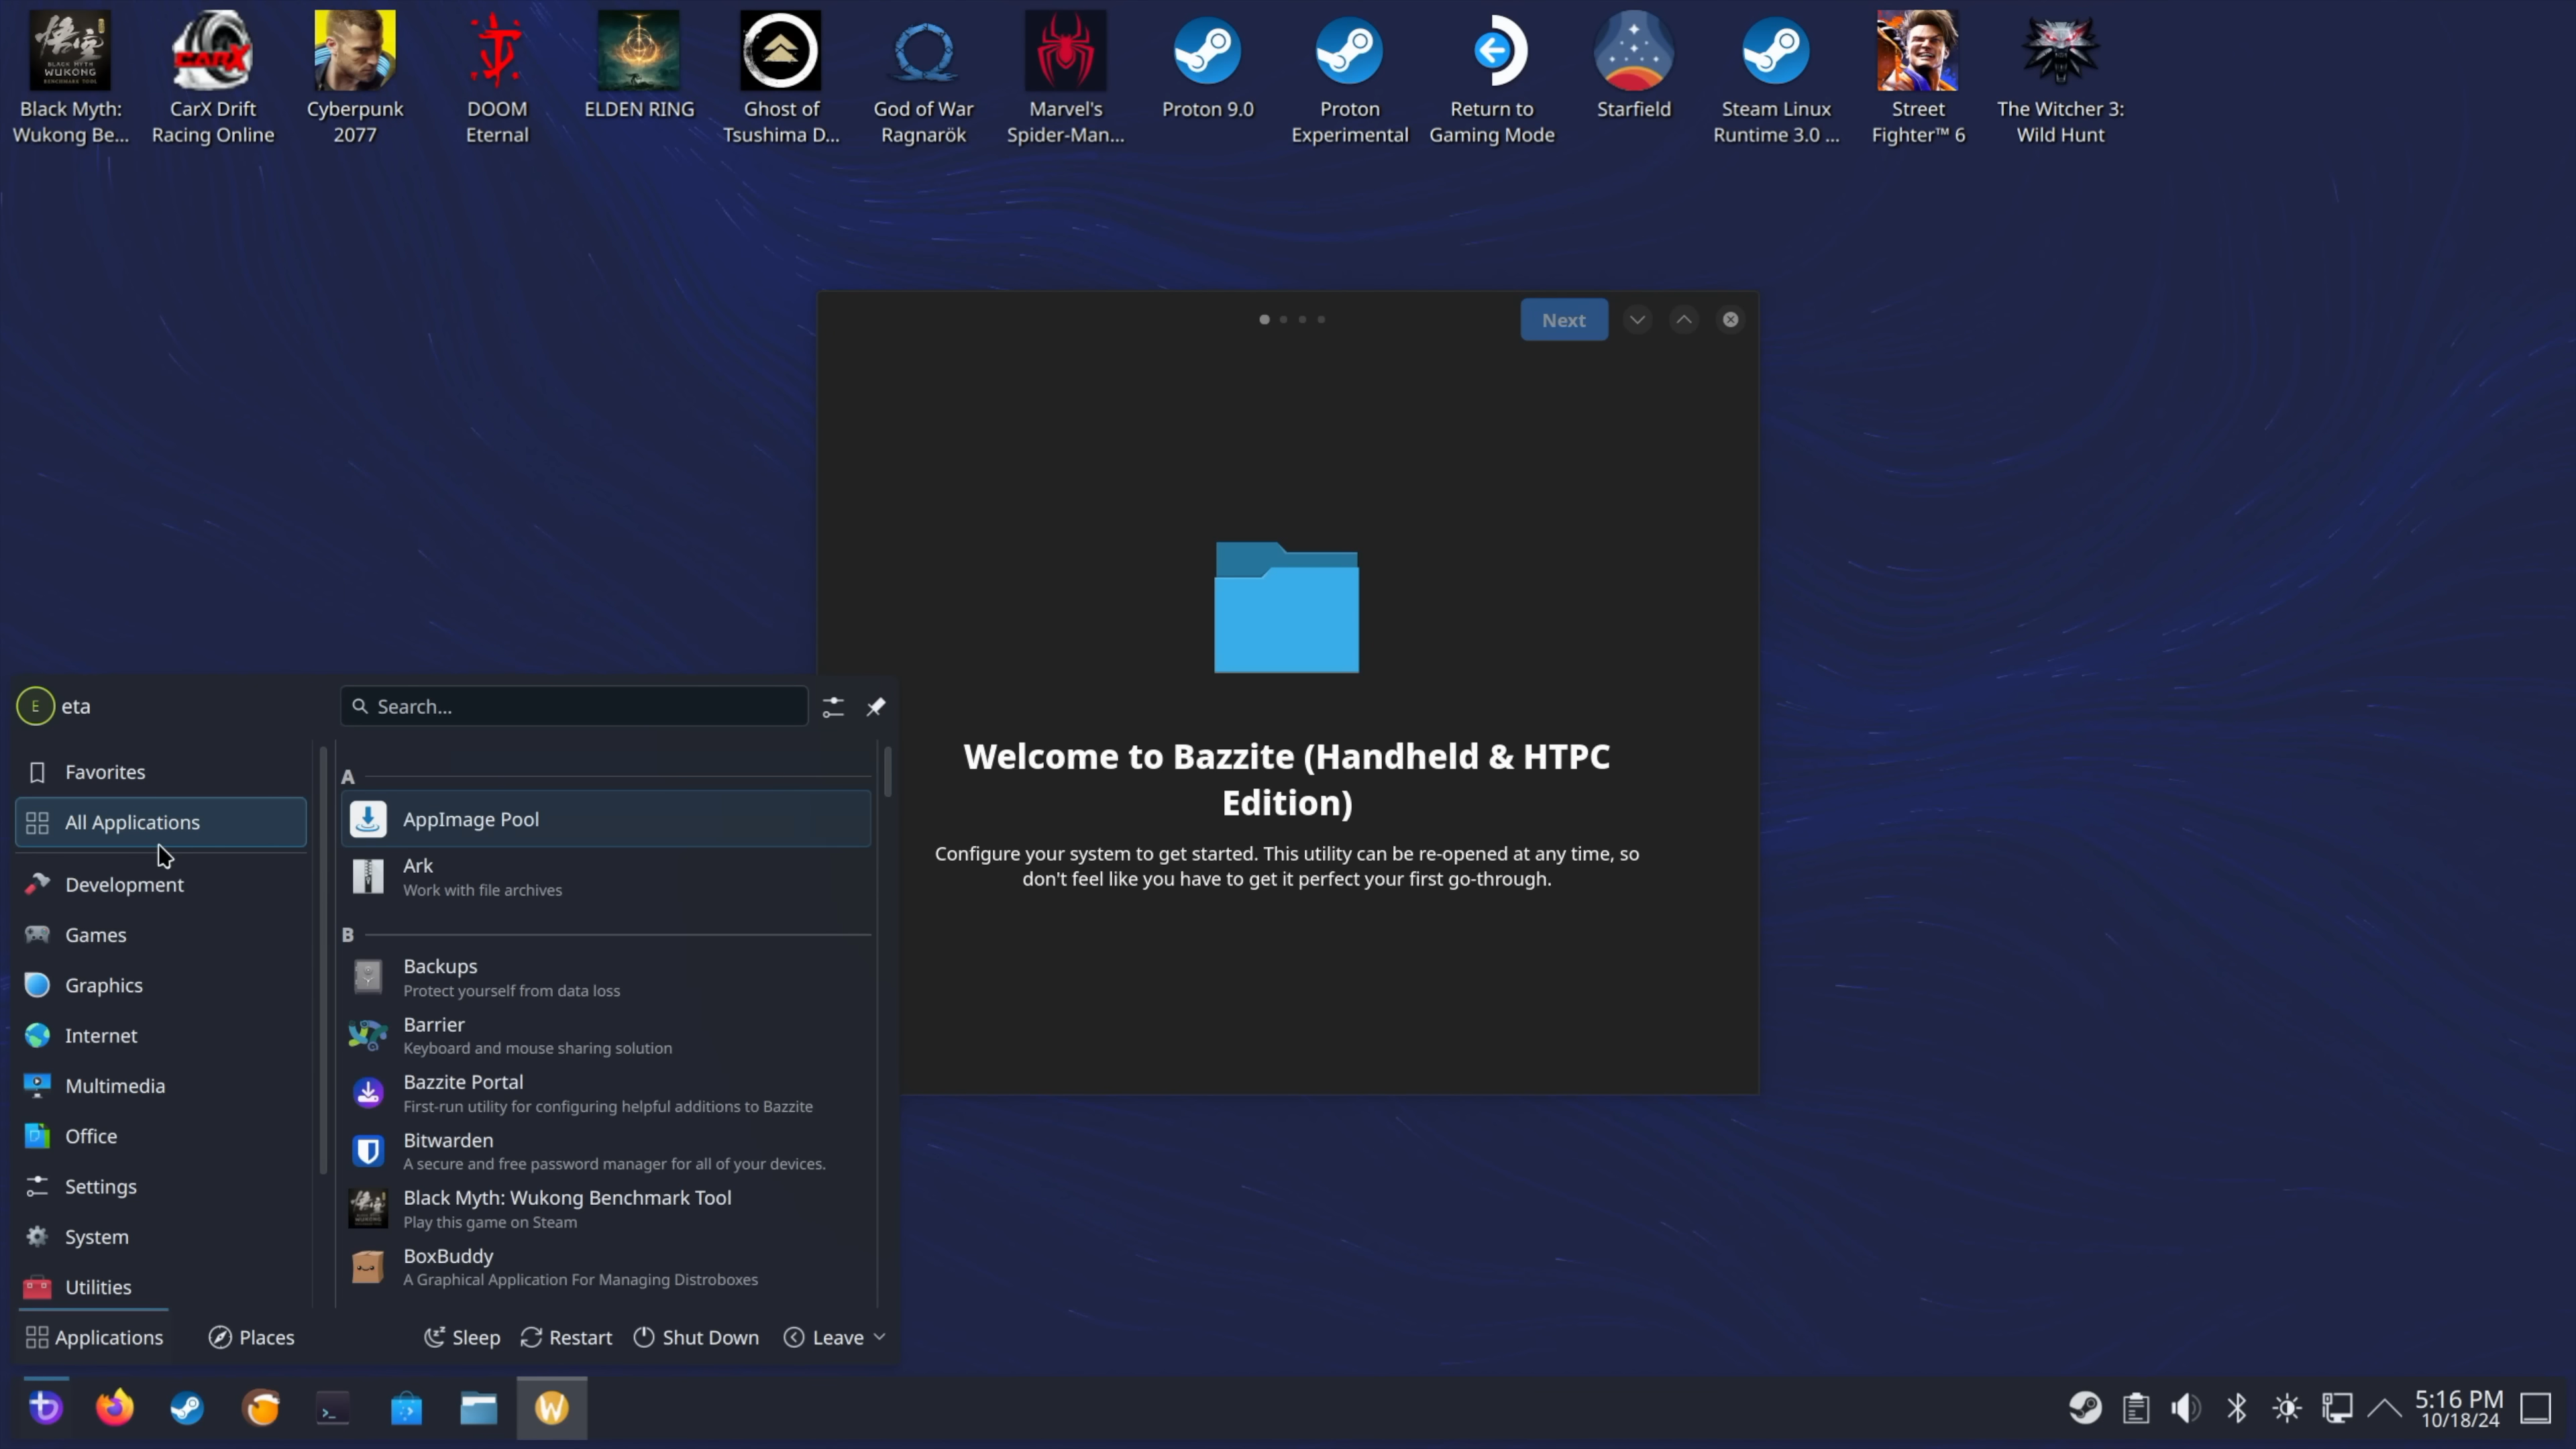 Black Myth:
Wukong Be...
CarX Drift
Racing Online
Cyberpunk
2077
DOOM
Eternal
ELDEN RING
Ghost of
Tsushima D...
God of War
Ragnarök
Marvel's
Spider-Man...
Proton 9.0
Proton
Experimental
Return to
Gaming Mode
Starfield
Steam Linux
Runtime 3.0 ...
Street
Fighter™ 6
The Witcher 3:
Wild Hunt
Next
Welcome to Bazzite (Handheld & HTPC
Edition)
Configure your system to get started. This utility can be re-opened at any time, so
don't feel like you have to get it perfect your first go-through.
E
eta
Search...
Favorites
All Applications
Development
Games
Graphics
Internet
Multimedia
Office
Settings
System
Utilities
A
AppImage Pool
Ark
Work with file archives
B
Backups
Protect yourself from data loss
Barrier
Keyboard and mouse sharing solution
Bazzite Portal
First-run utility for configuring helpful additions to Bazzite
Bitwarden
A secure and free password manager for all of your devices.
Black Myth: Wukong Benchmark Tool
Play this game on Steam
BoxBuddy
A Graphical Application For Managing Distroboxes
Applications
Places
Sleep
Restart
Shut Down
Leave
5:16 PM
10/18/24